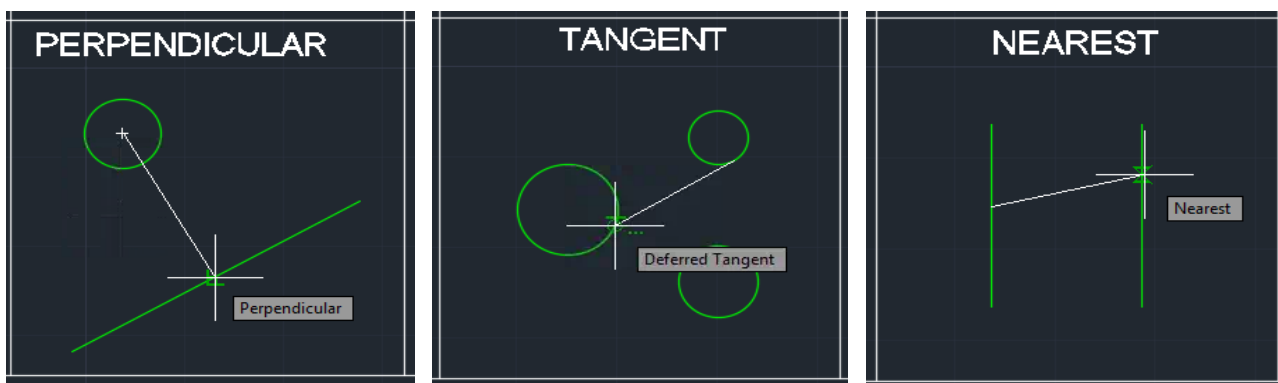 PERPENDICULAR
Perpendicular
TANGENT
Deferred Tangent
NEAREST
Nearest